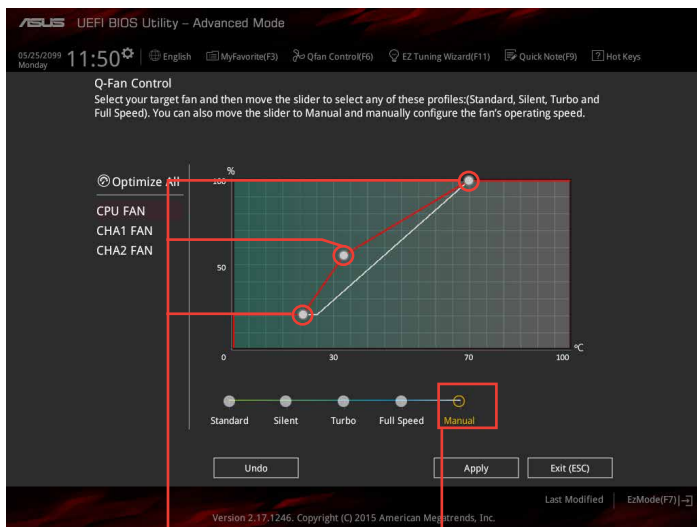 ASUS UEFI BIOS Utility – Advanced Mode
05/25/2099 Monday 11:50 English MyFavorite(F3) Qfan Control(F6) EZ Tuning Wizard(F11) Quick Note(F9) ? Hot Keys
Q-Fan Control
Select your target fan and then move the slider to select any of these profiles:(Standard, Silent, Turbo and
Full Speed). You can also move the slider to Manual and manually configure the fan's operating speed.
Optimize All
CPU FAN
CHA1 FAN
CHA2 FAN
%
100
50
0 30 70 100
°C
Standard Silent Turbo Full Speed Manual
Undo Apply Exit (ESC)
Last Modified EzMode(F7)
Version 2.17.1246. Copyright (C) 2015 American Megatrends, Inc.